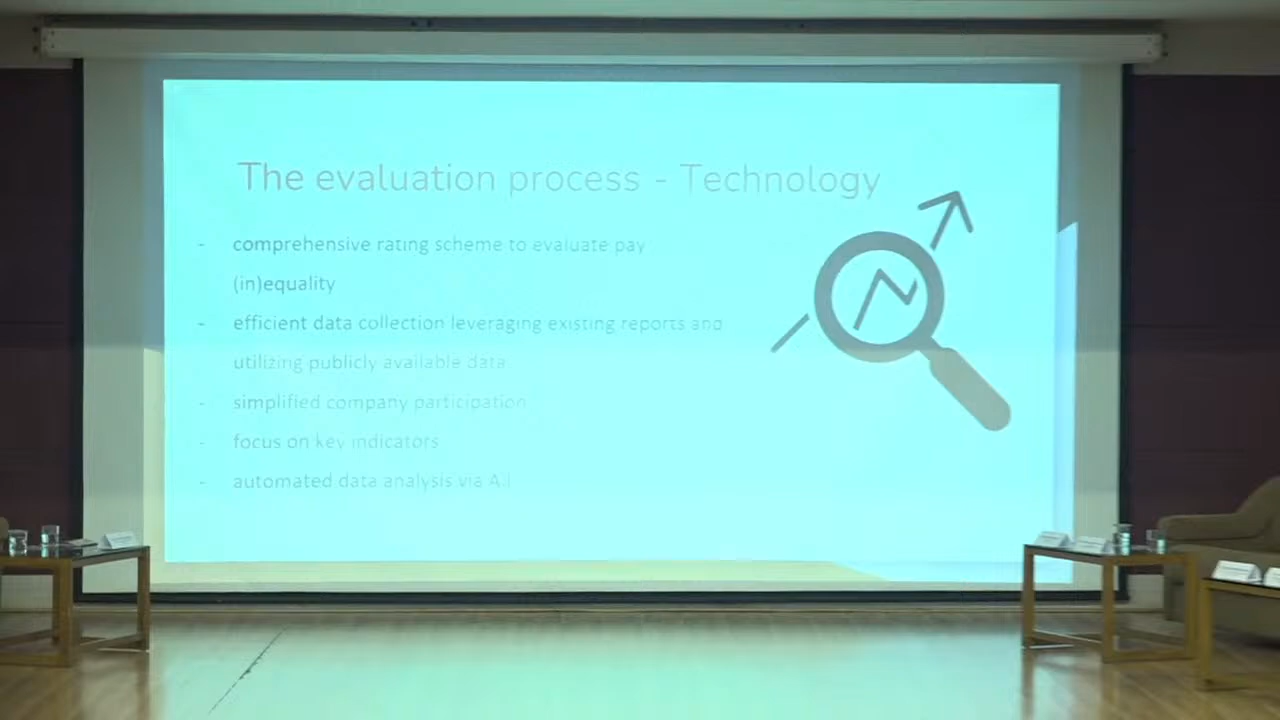 The evaluation process - Technology
- comprehensive rating scheme to evaluate pay
(in)equality
- efficient data collection leveraging existing reports and
utilizing publicly available data
- simplified company participation
- focus on key indicators
- automated data analysis via A.I